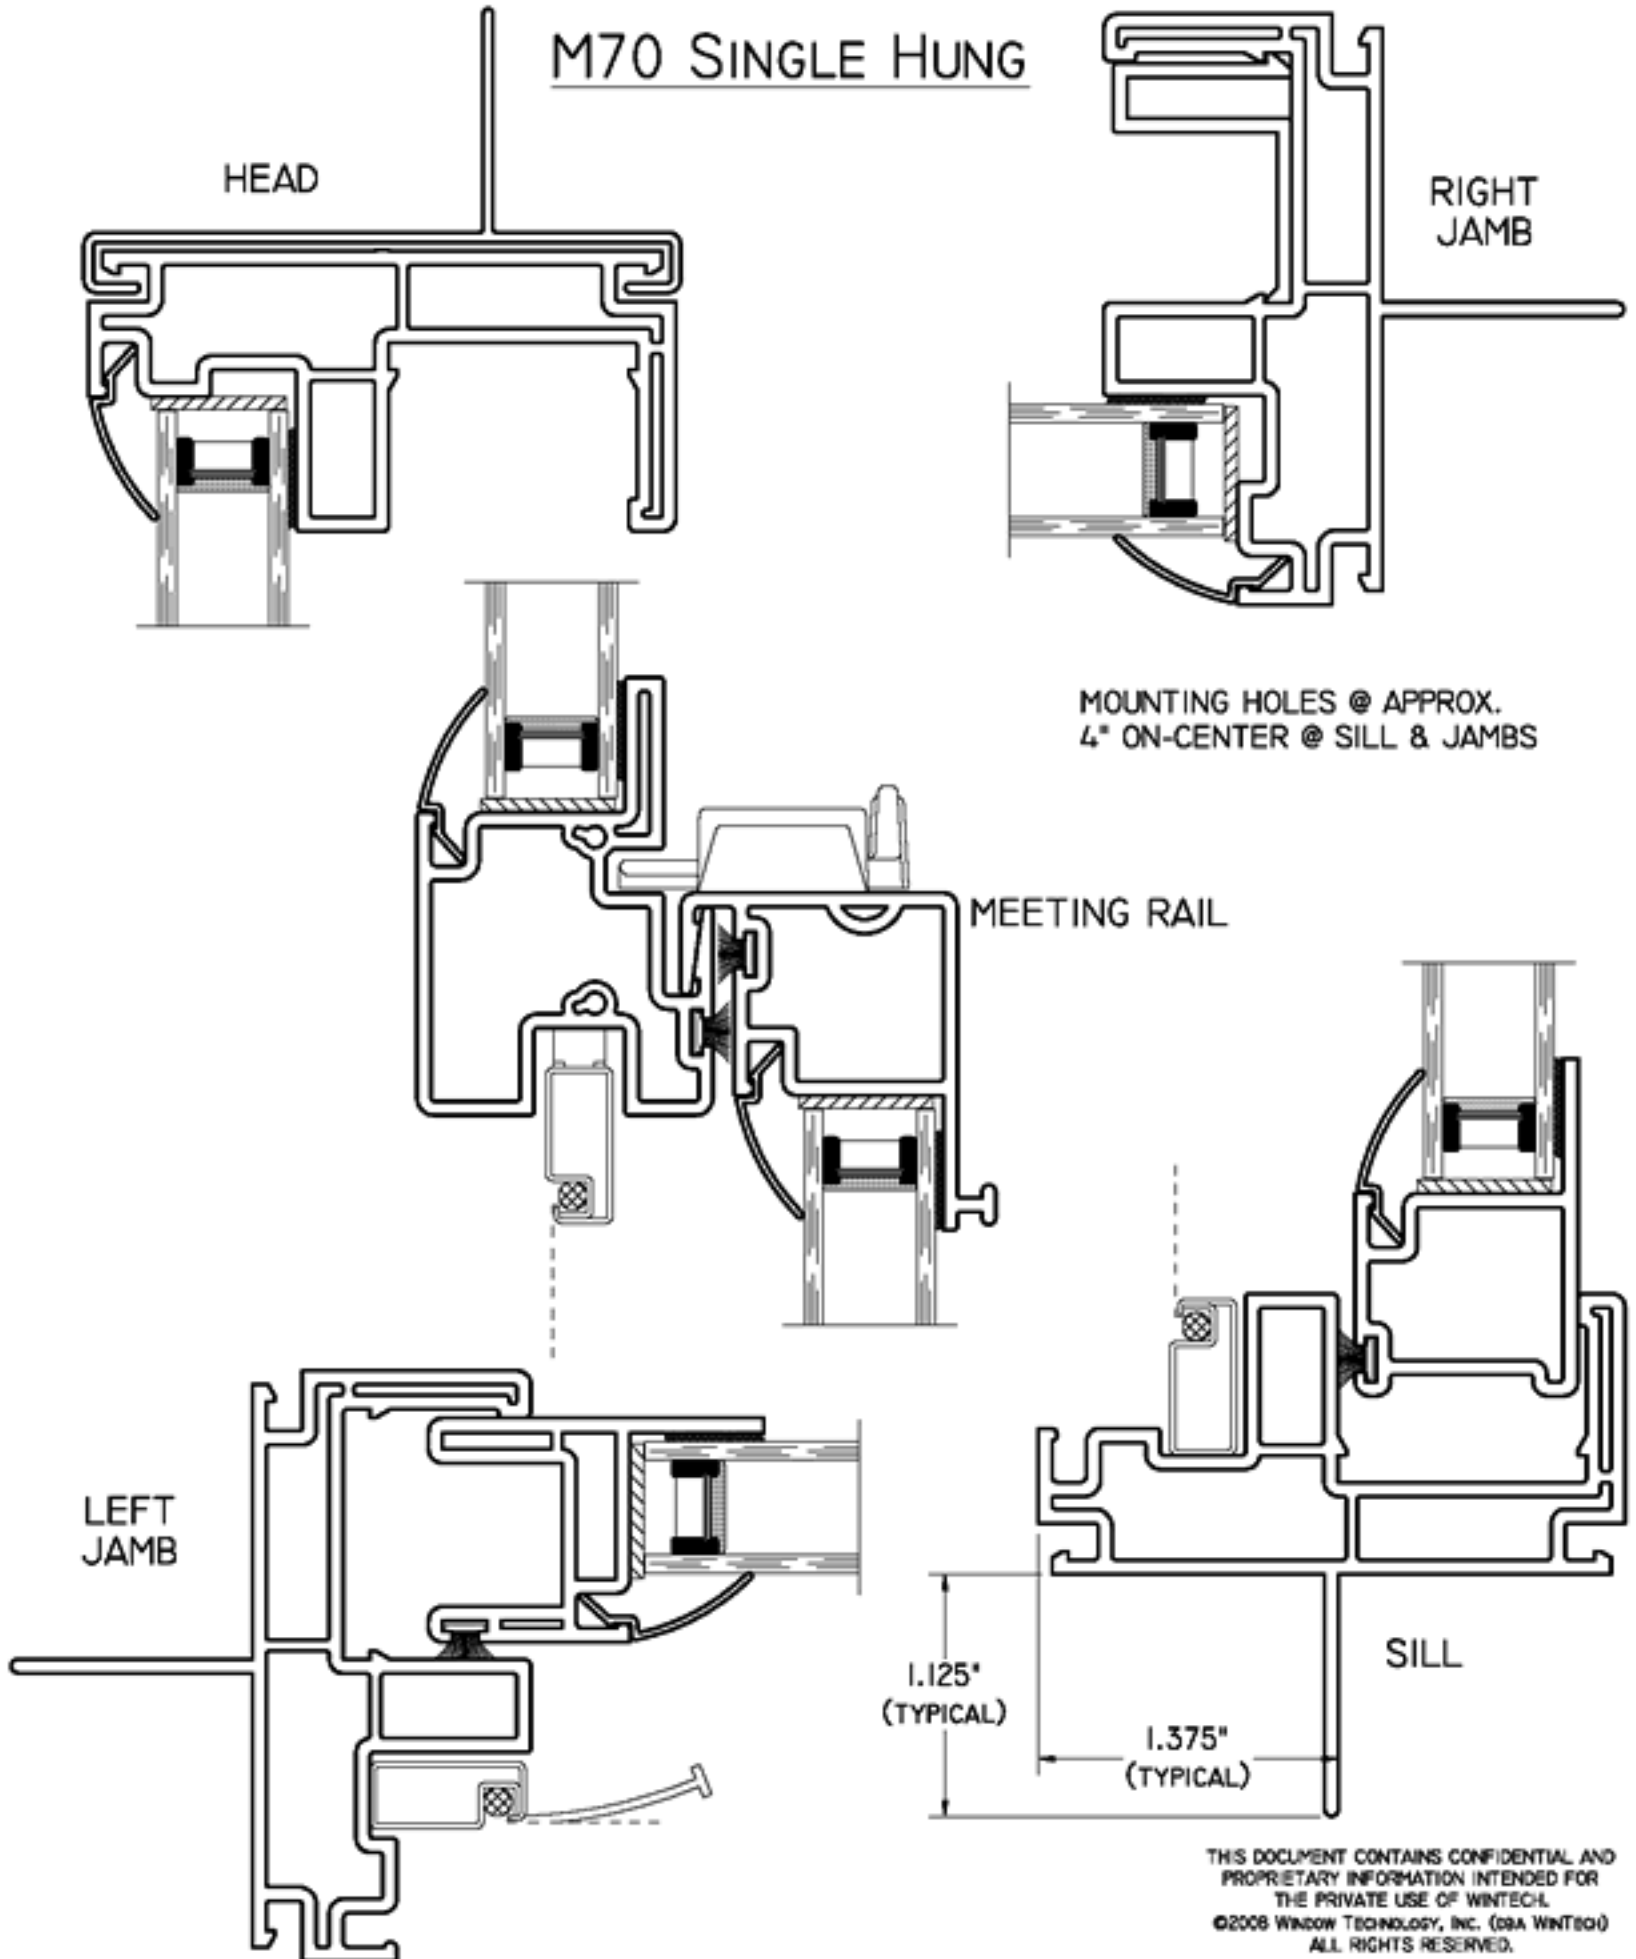 M70 SINGLE HUNG
HEAD
RIGHT
JAMB
MOUNTING HOLES @ APPROX.
4" ON-CENTER @ SILL & JAMBS
MEETING RAIL
LEFT
JAMB
SILL
1.125"
(TYPICAL)
1.375"
(TYPICAL)
THIS DOCUMENT CONTAINS CONFIDENTIAL AND
PROPRIETARY INFORMATION INTENDED FOR
THE PRIVATE USE OF WINTECH.
©2008 WINDOW TECHNOLOGY, INC. (DBA WINTECH)
ALL RIGHTS RESERVED.